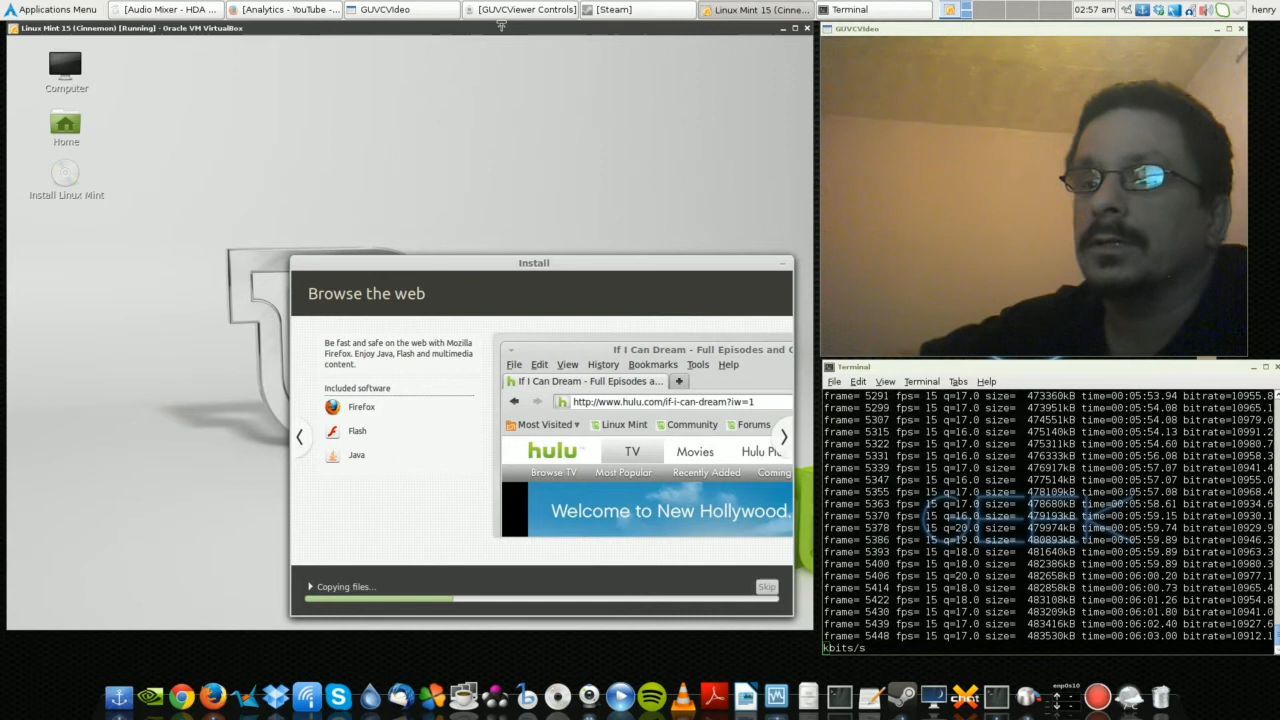 Applications Menu
[Audio Mixer - HDA ...
[Analytics - YouTube -...
GUVCVIdeo
[GUVCViewer Controls]
[Steam]
Linux Mint 15 (Cinne...
Terminal
02:57 am
henry
Linux Mint 15 (Cinnemon) [Running] - Oracle VM VirtualBox
Computer
Home
Install Linux Mint
Install
Browse the web
Be fast and safe on the web with Mozilla
Firefox. Enjoy Java, Flash and multimedia
content.
Included software
Firefox
Flash
Java
If I Can Dream - Full Episodes and C
File Edit View History Bookmarks Tools Help
If I Can Dream - Full Episodes a...
http://www.hulu.com/if-i-can-dream?iw=1
Most Visited Linux Mint Community Forums
hulu TV Movies Hulu Pl
Browse TV Most Popular Recently Added Coming
Welcome to New Hollywood.
Copying files...
Skip
GUVCVIdeo
Terminal
File Edit View Terminal Tabs Help
frame= 5291 fps= 15 q=17.0 size= 473360kB time=00:05:53.94 bitrate=10955.8
frame= 5299 fps= 15 q=16.0 size= 473951kB time=00:05:54.08 bitrate=10965.2
frame= 5307 fps= 15 q=17.0 size= 474551kB time=00:05:54.08 bitrate=10979.0
frame= 5315 fps= 15 q=16.0 size= 475140kB time=00:05:54.13 bitrate=10991.2
frame= 5322 fps= 15 q=16.0 size= 475311kB time=00:05:54.60 bitrate=10980.7
frame= 5331 fps= 15 q=16.0 size= 476333kB time=00:05:56.08 bitrate=10958.3
frame= 5339 fps= 15 q=16.0 size= 476917kB time=00:05:57.07 bitrate=10941.4
frame= 5347 fps= 15 q=16.0 size= 477514kB time=00:05:57.07 bitrate=10955.0
frame= 5355 fps= 15 q=17.0 size= 478109kB time=00:05:57.08 bitrate=10968.4
frame= 5363 fps= 15 q=17.0 size= 478680kB time=00:05:58.61 bitrate=10934.6
frame= 5370 fps= 15 q=16.0 size= 479193kB time=00:05:59.15 bitrate=10930.1
frame= 5378 fps= 15 q=20.0 size= 479974kB time=00:05:59.74 bitrate=10929.9
frame= 5386 fps= 15 q=19.0 size= 480893kB time=00:05:59.89 bitrate=10946.3
frame= 5393 fps= 15 q=18.0 size= 481640kB time=00:05:59.89 bitrate=10963.3
frame= 5400 fps= 15 q=18.0 size= 482386kB time=00:05:59.89 bitrate=10980.3
frame= 5406 fps= 15 q=20.0 size= 482658kB time=00:06:00.20 bitrate=10977.1
frame= 5414 fps= 15 q=18.0 size= 482858kB time=00:06:00.73 bitrate=10965.4
frame= 5422 fps= 15 q=18.0 size= 483108kB time=00:06:01.26 bitrate=10954.8
frame= 5430 fps= 15 q=17.0 size= 483209kB time=00:06:01.80 bitrate=10941.0
frame= 5439 fps= 15 q=17.0 size= 483416kB time=00:06:02.40 bitrate=10927.6
frame= 5448 fps= 15 q=17.0 size= 483530kB time=00:06:03.00 bitrate=10912.1
kbits/s
GEEK
enp0s10
chat